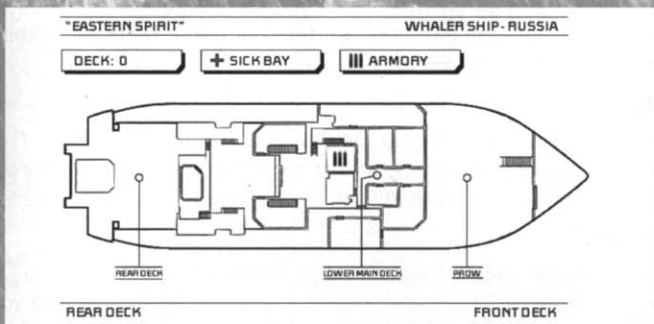 "EASTERN SPIRIT" WHALER SHIP - RUSSIA
DECK: 0 SICK BAY ARMORY
REAR DECK LOWER MAIN DECK PROW
REAR DECK FRONT DECK